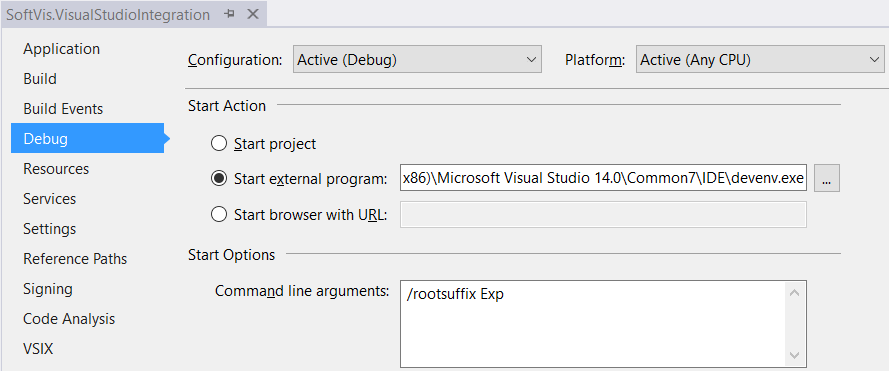 SoftVis.VisualStudioIntegration
Application
Build
Build Events
Debug
Resources
Services
Settings
Reference Paths
Signing
Code Analysis
VSIX
Configuration: Active (Debug) Platform: Active (Any CPU)
Start Action
Start project
Start external program: x86)\Microsoft Visual Studio 14.0\Common7\IDE\devenv.exe ...
Start browser with URL:
Start Options
Command line arguments: /rootsuffix Exp